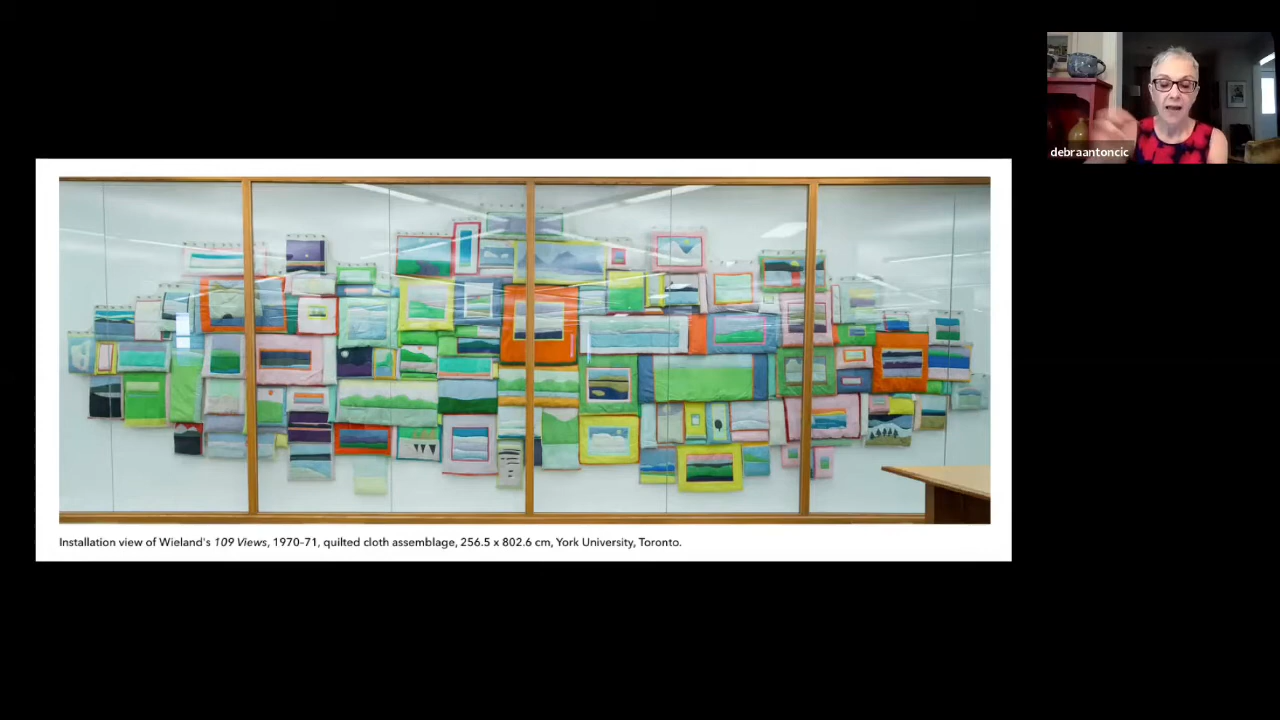 debraantoncic
Installation view of Wieland's 109 Views, 1970–71, quilted cloth assemblage, 256.5 x 802.6 cm, York University, Toronto.